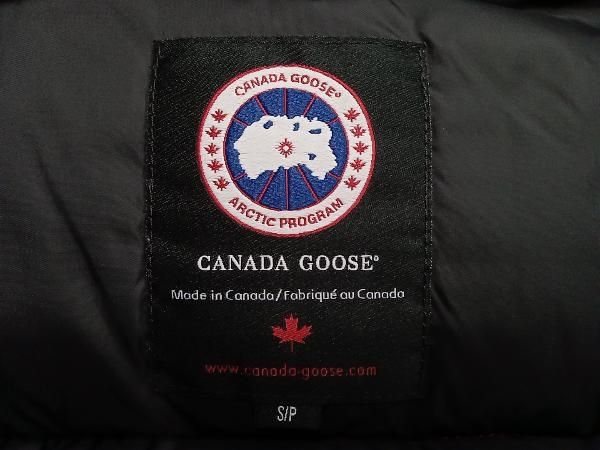 CANADA GOOSE®
ARCTIC PROGRAM
CANADA GOOSE®
Made in Canada/Fabriqué au Canada
www.canada-goose.com
S/P